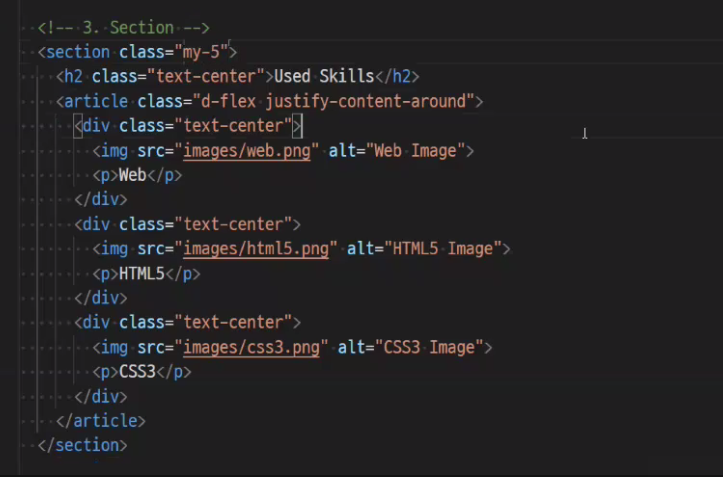 <!-- 3. Section -->
<section class="my-5">
<h2 class="text-center">Used Skills</h2>
<article class="d-flex justify-content-around">
<div class="text-center">
<img src="images/web.png" alt="Web Image">
<p>Web</p>
</div>
<div class="text-center">
<img src="images/html5.png" alt="HTML5 Image">
<p>HTML5</p>
</div>
<div class="text-center">
<img src="images/css3.png" alt="CSS3 Image">
<p>CSS3</p>
</div>
</article>
</section>